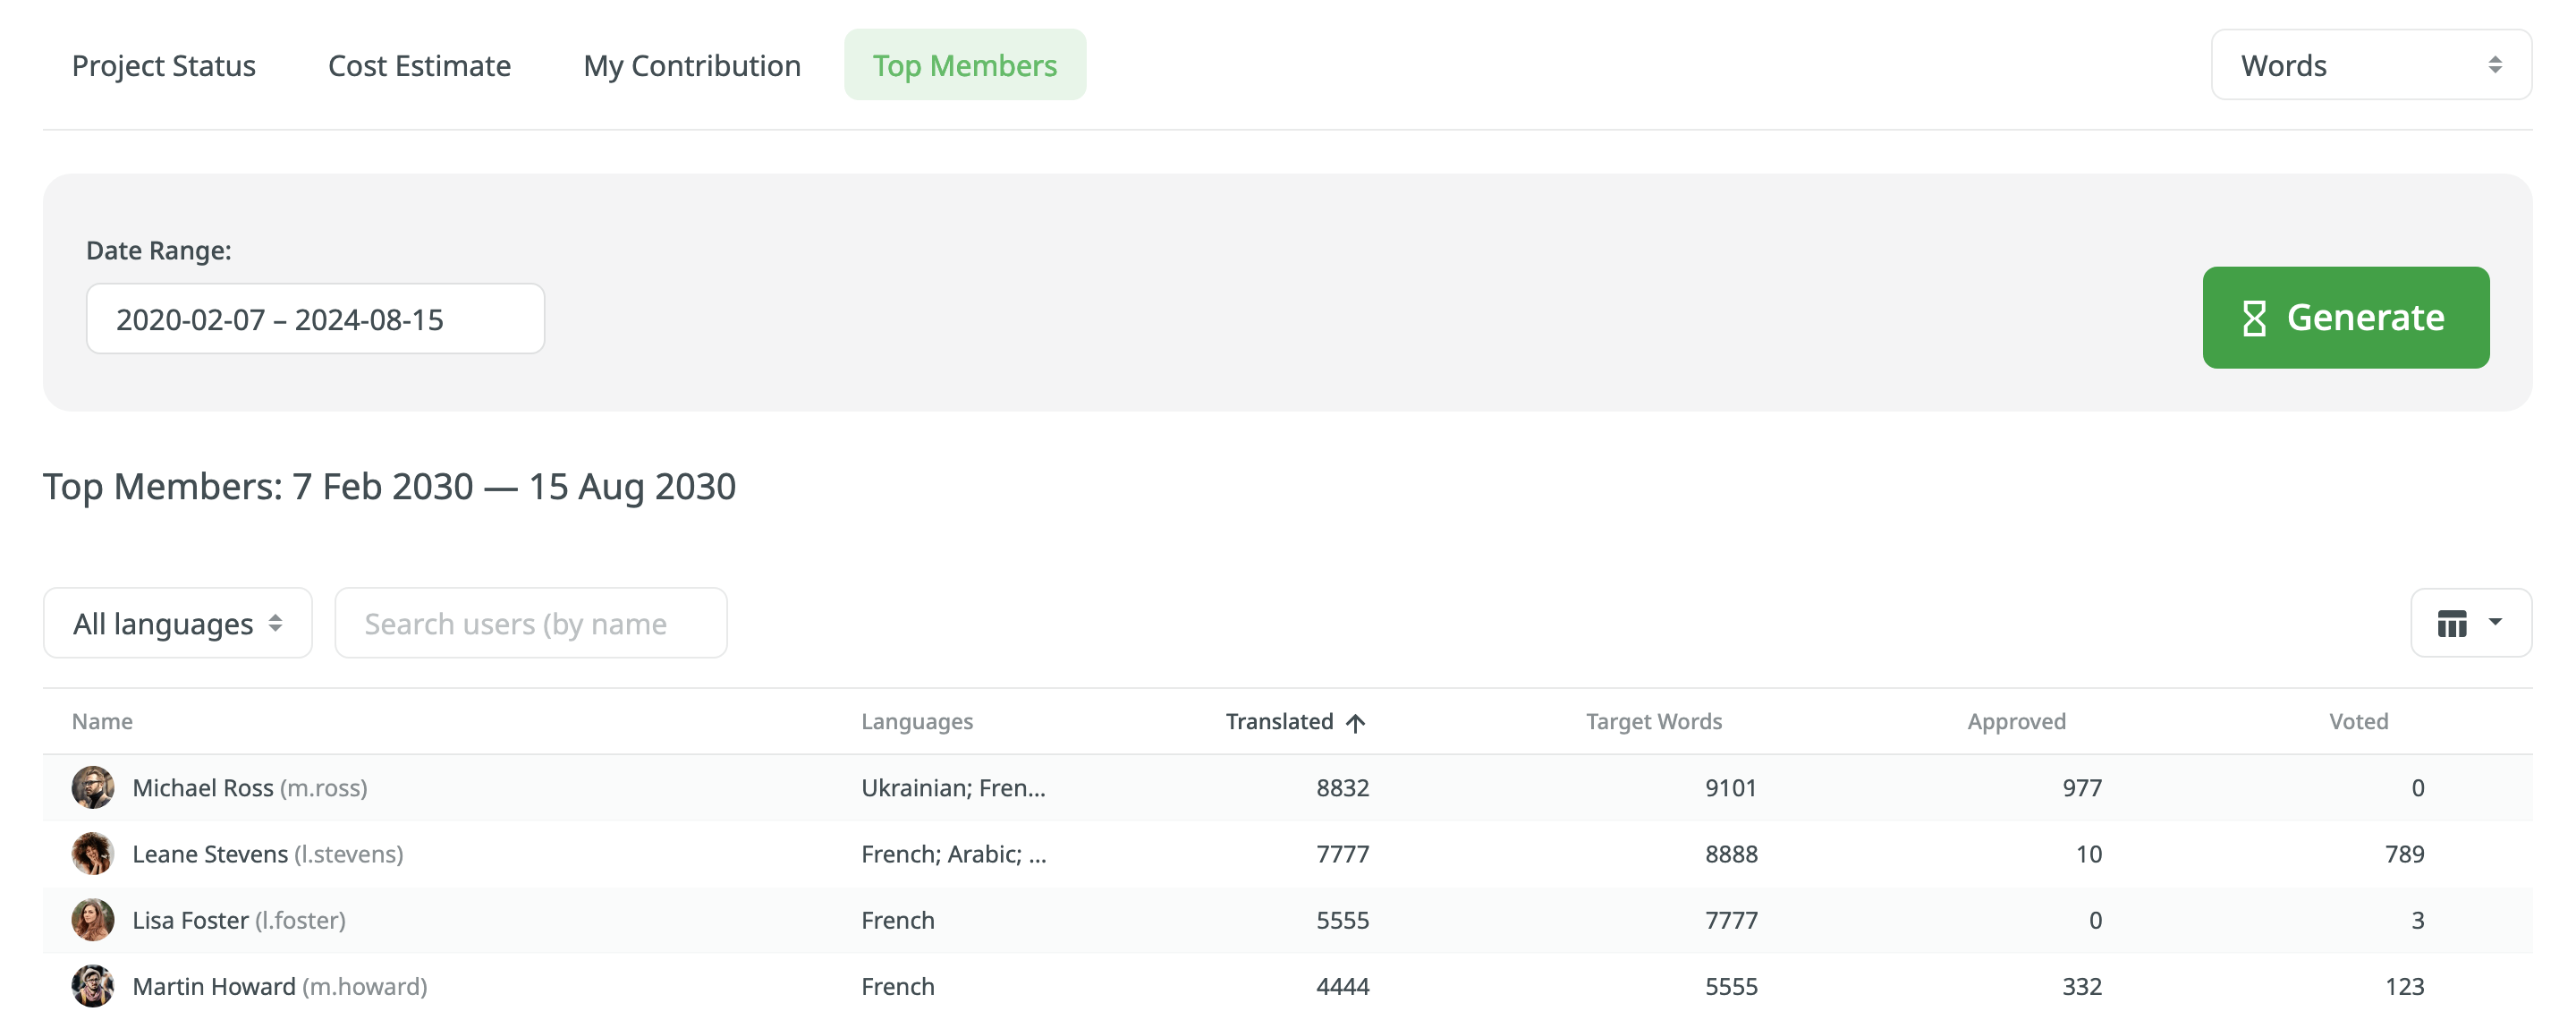 Project Status Cost Estimate My Contribution Top Members Words
Date Range:
2020-02-07 – 2024-08-15
Generate
Top Members: 7 Feb 2030 — 15 Aug 2030
All languages Search users (by name
Name Languages Translated Target Words Approved Voted
Michael Ross (m.ross) Ukrainian; Fren... 8832 9101 977 0
Leane Stevens (l.stevens) French; Arabic; ... 7777 8888 10 789
Lisa Foster (l.foster) French 5555 7777 0 3
Martin Howard (m.howard) French 4444 5555 332 123